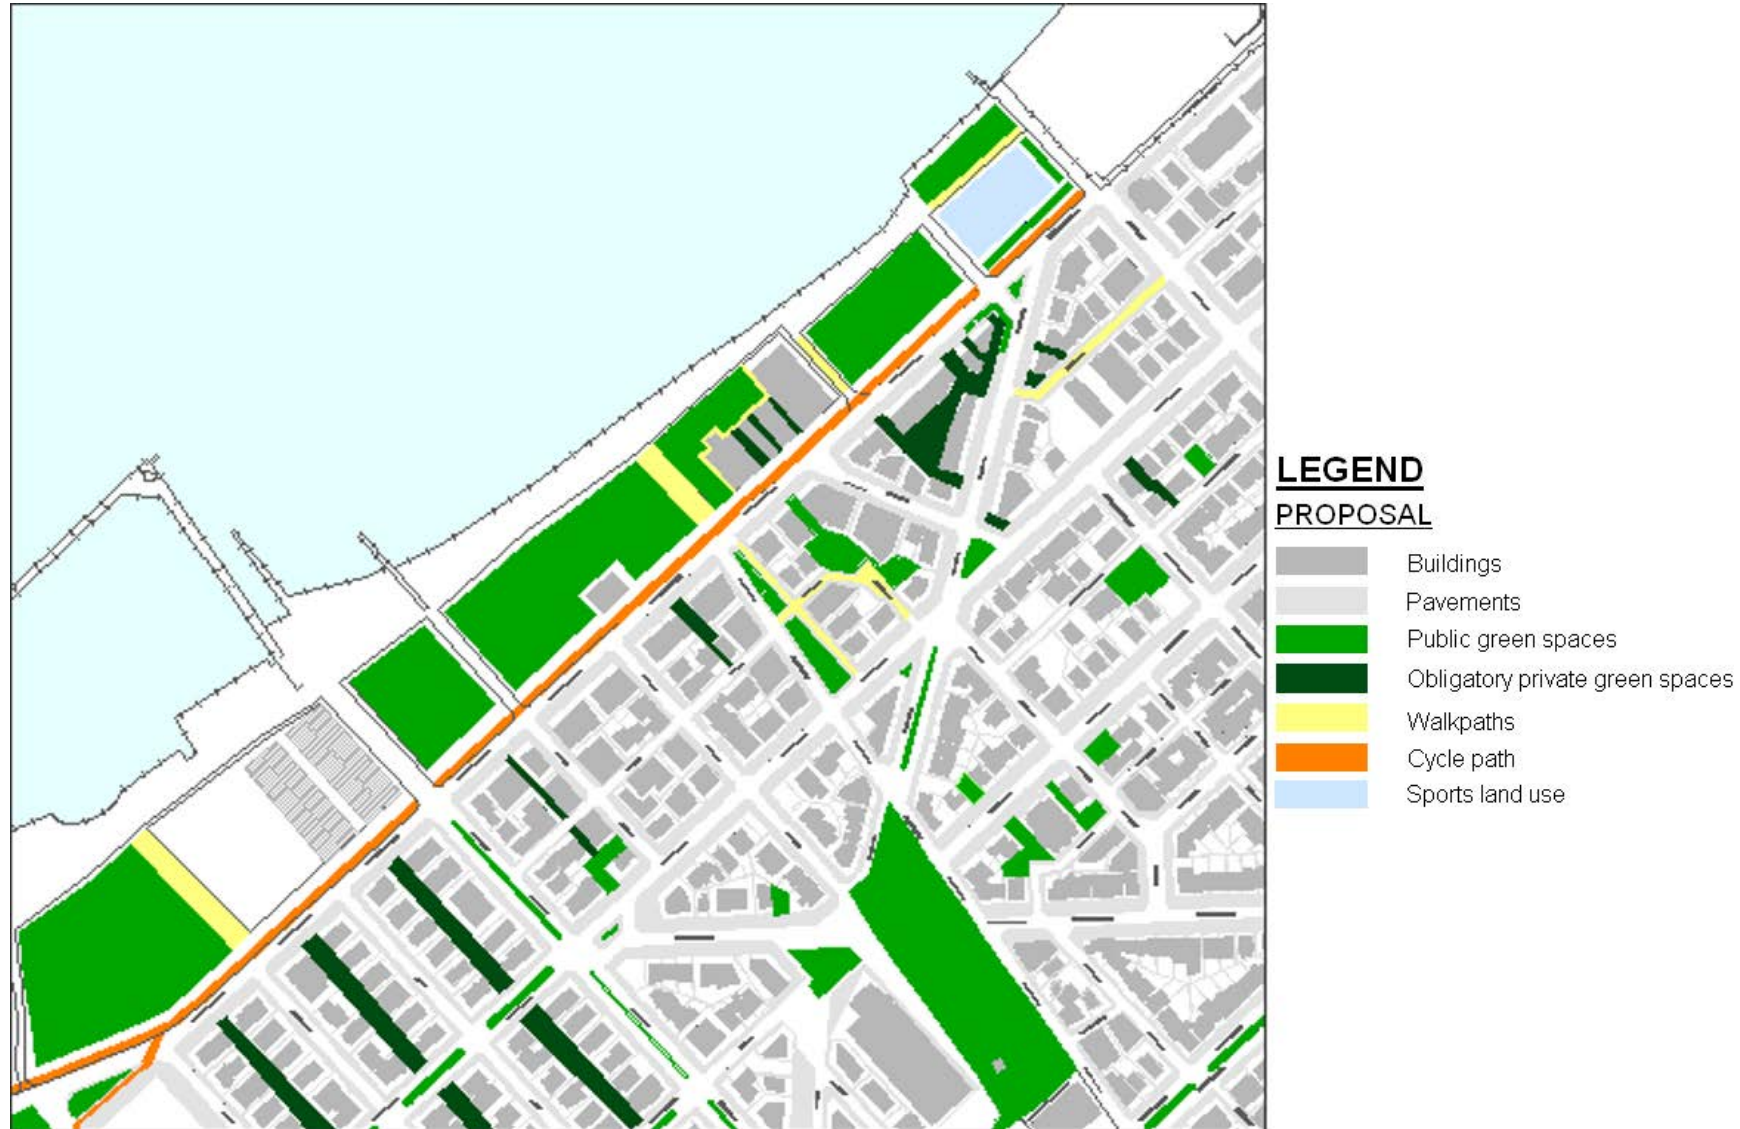 LEGEND
PROPOSAL
Buildings
Pavements
Public green spaces
Obligatory private green spaces
Walkpaths
Cycle path
Sports land use